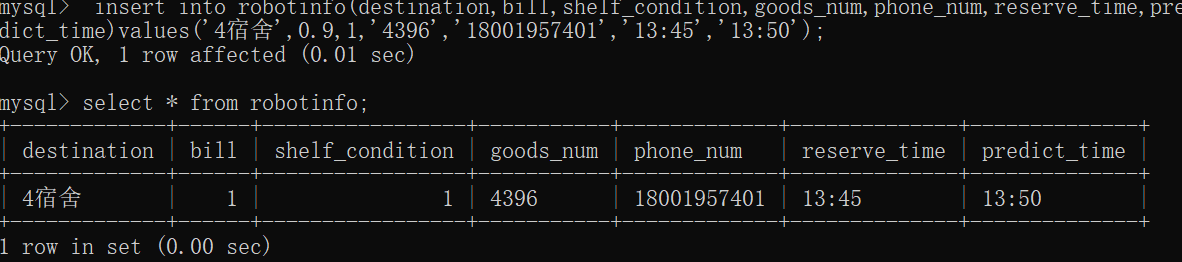 mysql>  insert into robotinfo(destination,bill,shelf_condition,goods_num,phone_num,reserve_time,pre
dict_time)values('4宿舍',0.9,1,'4396','18001957401','13:45','13:50');
Query OK, 1 row affected (0.01 sec)
mysql> select * from robotinfo;
+-------------+------+-----------------+-----------+-------------+--------------+--------------+
| destination | bill | shelf_condition | goods_num | phone_num   | reserve_time | predict_time |
+-------------+------+-----------------+-----------+-------------+--------------+--------------+
| 4宿舍       |    1 |               1 | 4396      | 18001957401 | 13:45        | 13:50        |
+-------------+------+-----------------+-----------+-------------+--------------+--------------+
1 row in set (0.00 sec)